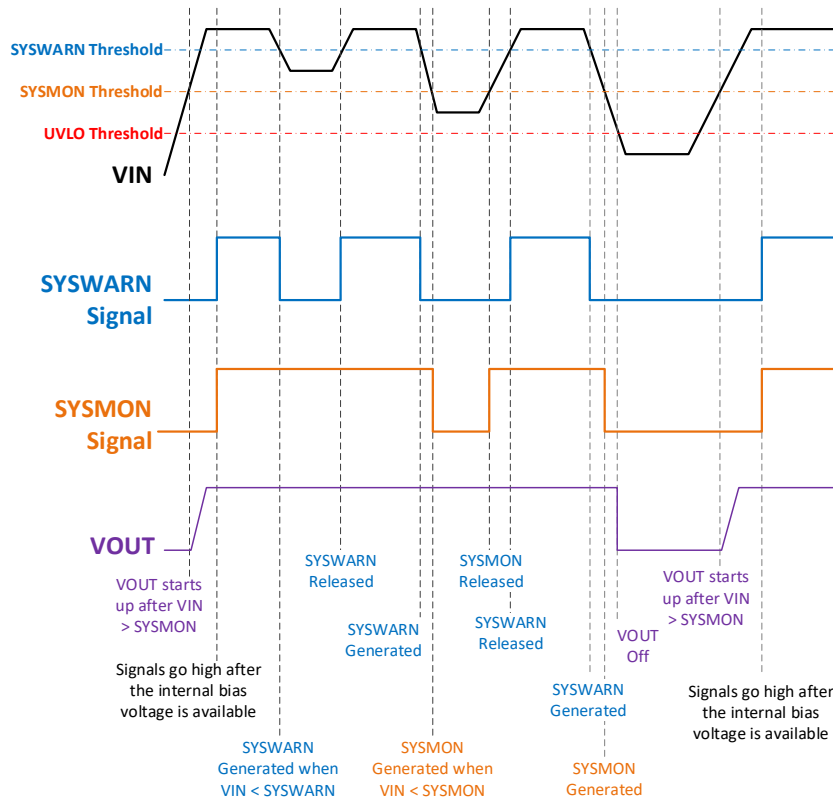 SYSWARN Threshold
SYSMON Threshold
UVLO Threshold
VIN
SYSWARN
Signal
SYSMON
Signal
VOUT
VOUT starts
up after VIN
> SYSMON
SYSWARN
Released
SYSMON
Released
VOUT starts
up after VIN
> SYSMON
SYSWARN
Generated
SYSWARN
Released
VOUT
Off
Signals go high after
the internal bias
voltage is available
SYSWARN
Generated
Signals go high after
the internal bias
voltage is available
SYSWARN
Generated when
VIN < SYSWARN
SYSMON
Generated when
VIN < SYSMON
SYSMON
Generated